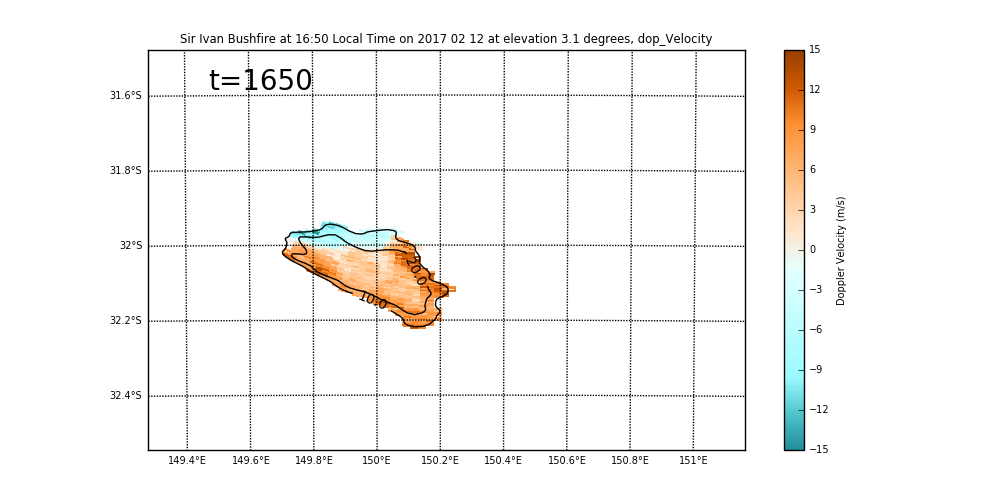 Sir Ivan Bushfire at 16:50 Local Time on 2017 02 12 at elevation 3.1 degrees, dop_Velocity
t=1650
31.6°S
31.8°S
32°S
32.2°S
32.4°S
149.4°E 149.6°E 149.8°E 150°E 150.2°E 150.4°E 150.6°E 150.8°E 151°E
10.0
15
12
9
6
3
0
−3
−6
−9
−12
−15
Doppler Velocity (m/s)